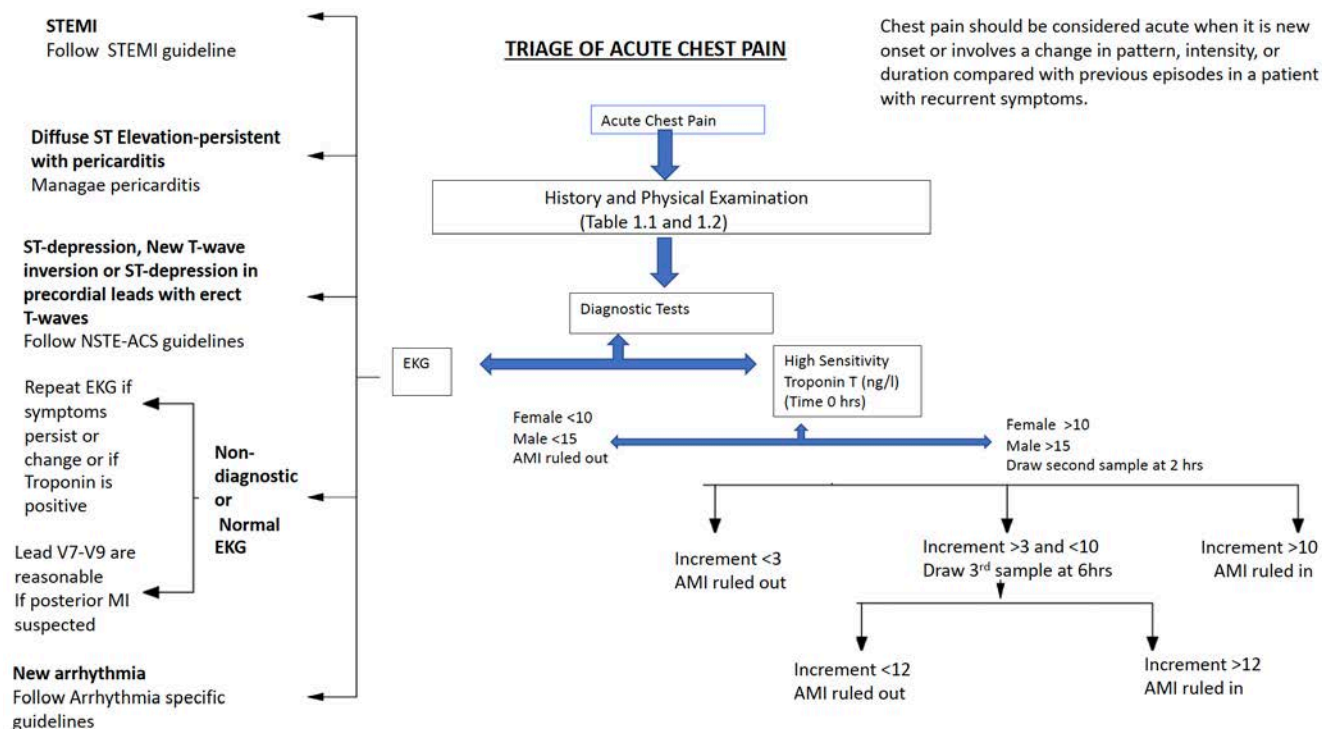 STEMI
Follow STEMI guideline
Diffuse ST Elevation-persistent
with pericarditis
Managae pericarditis
ST-depression, New T-wave
inversion or ST-depression in
precordial leads with erect
T-waves
Follow NSTE-ACS guidelines
Repeat EKG if
symptoms
persist or
change or if
Troponin is
positive
Lead V7-V9 are
reasonable
If posterior MI
suspected
Non-
diagnostic
or
Normal
EKG
New arrhythmia
Follow Arrhythmia specific
guidelines
EKG
TRIAGE OF ACUTE CHEST PAIN
Chest pain should be considered acute when it is new
onset or involves a change in pattern, intensity, or
duration compared with previous episodes in a patient
with recurrent symptoms.
Acute Chest Pain
History and Physical Examination
(Table 1.1 and 1.2)
Diagnostic Tests
High Sensitivity
Troponin T (ng/l)
(Time 0 hrs)
Female <10
Male <15
AMI ruled out
Female >10
Male >15
Draw second sample at 2 hrs
Increment <3
AMI ruled out
Increment >3 and <10
Draw 3rd sample at 6hrs
Increment >10
AMI ruled in
Increment <12
AMI ruled out
Increment >12
AMI ruled in